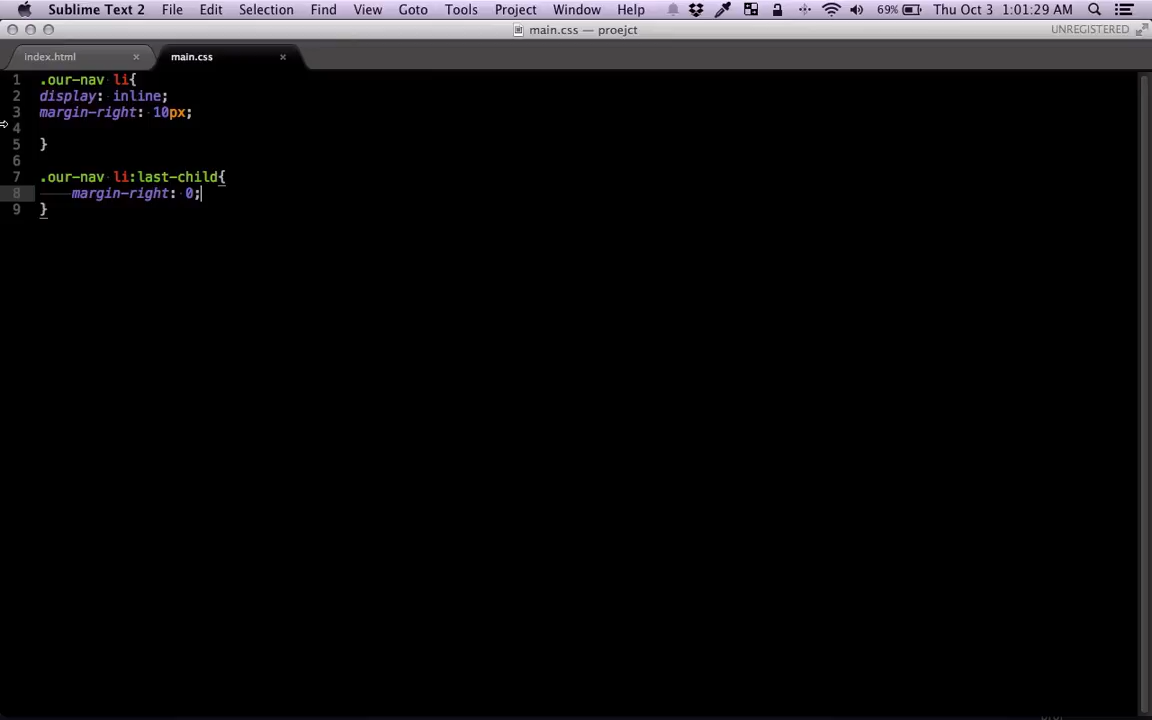 Sublime Text 2 File Edit Selection Find View Goto Tools Project Window Help 69% Thu Oct 3 1:01:29 AM
main.css — proejct UNREGISTERED
index.html × main.css ×
1 .our-nav li{
2 display: inline;
3 margin-right: 10px;
4
5 }
6
7 .our-nav li:last-child{
8 margin-right: 0;
9 }